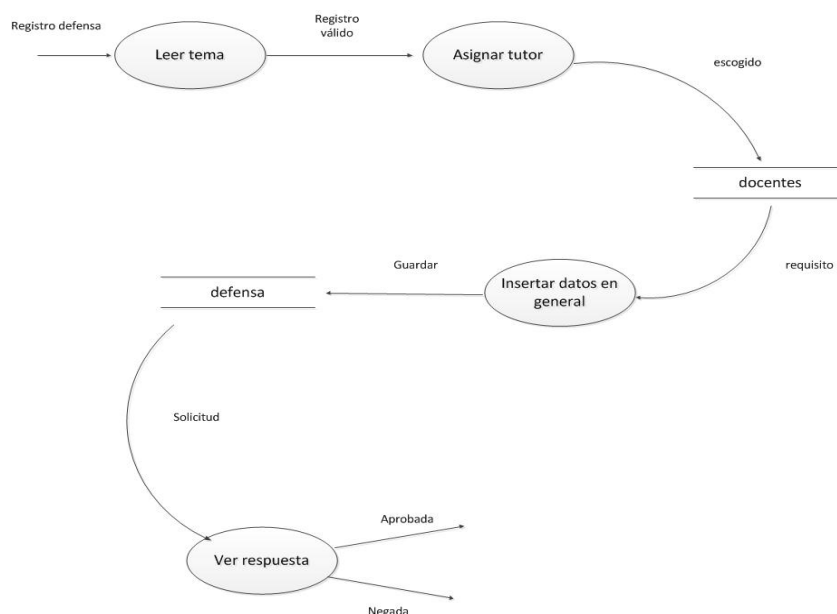 Registro defensa
Leer tema
Registro
válido
Asignar tutor
escogido
docentes
requisito
Insertar datos en
general
Guardar
defensa
Solicitud
Ver respuesta
Aprobada
Negada